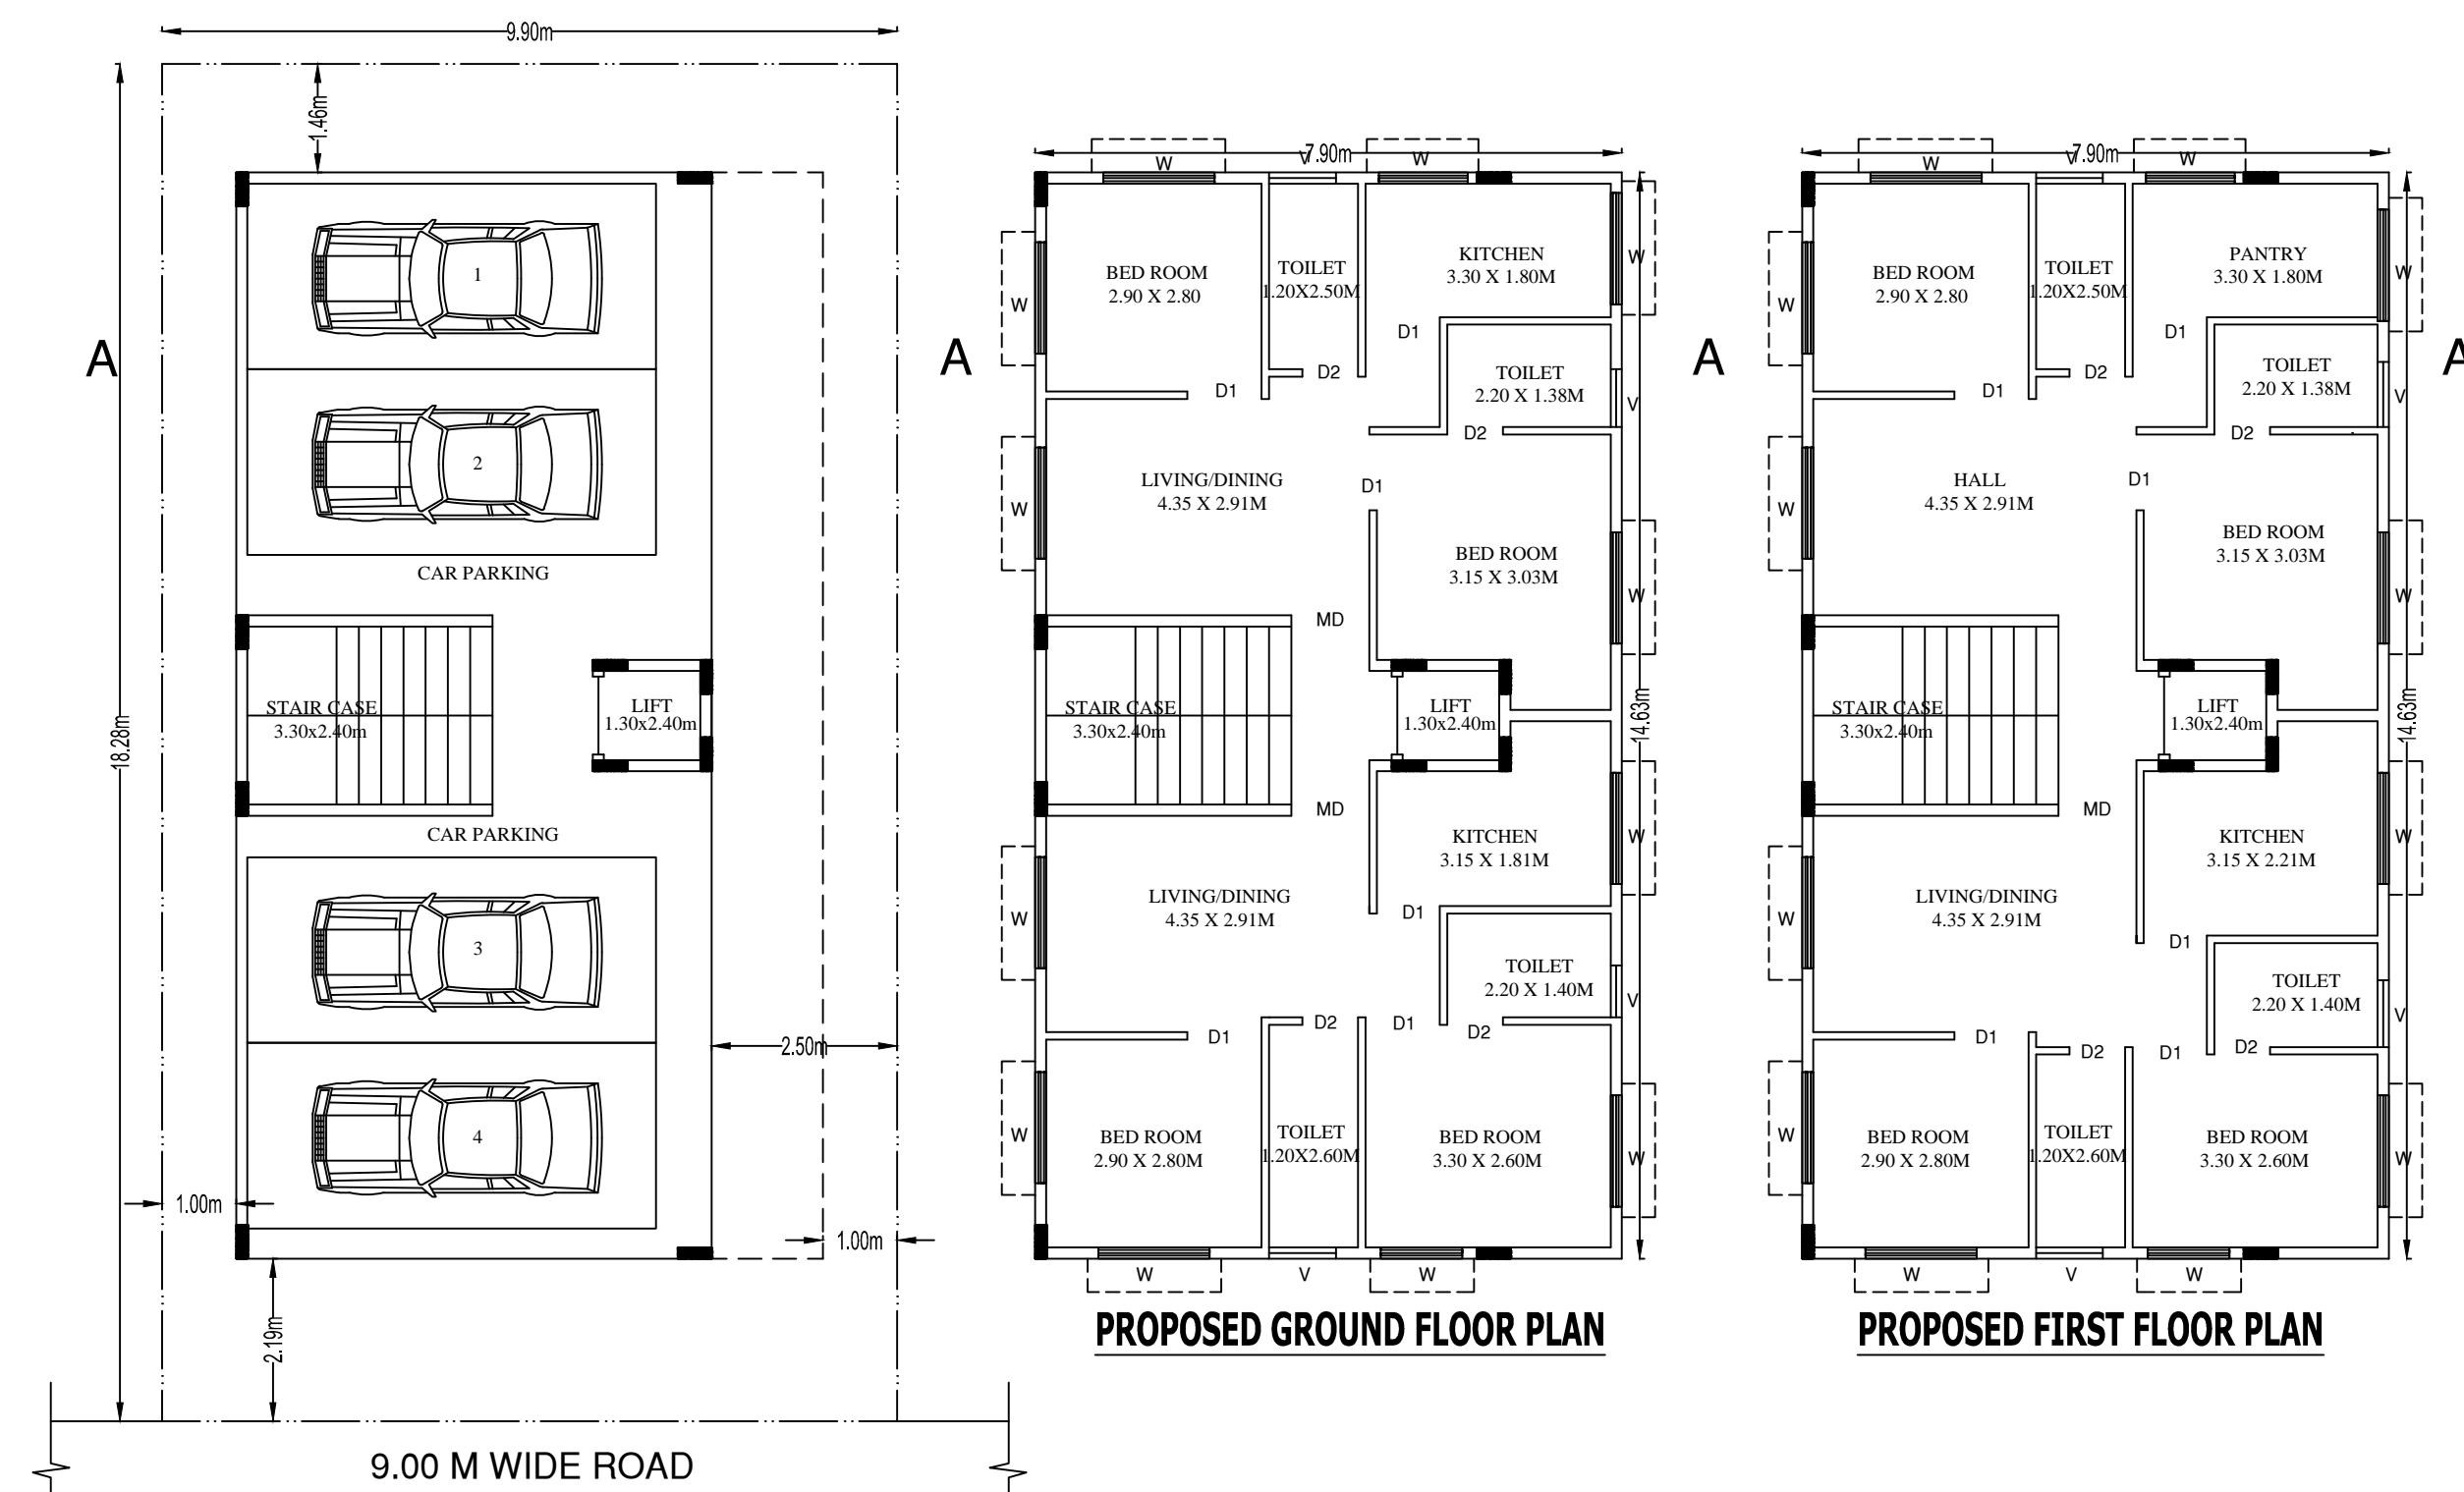 9.90m
1.46m
A
1
2
CAR PARKING
STAIR CASE
3.30x2.40m
LIFT
1.30x2.40m
18.28m
CAR PARKING
3
2.50m
4
1.00m
1.00m
2.19m
9.00 M WIDE ROAD
7.90m
W
V
W
BED ROOM
2.90 X 2.80
TOILET
1.20X2.50M
KITCHEN
3.30 X 1.80M
W
W
A
D1
D2
D1
TOILET
2.20 X 1.38M
V
D2
LIVING/DINING
4.35 X 2.91M
D1
W
BED ROOM
3.15 X 3.03M
W
MD
STAIR CASE
3.30x2.40m
LIFT
1.30x2.40m
14.63m
MD
KITCHEN
3.15 X 1.81M
W
LIVING/DINING
4.35 X 2.91M
W
D1
TOILET
2.20 X 1.40M
V
D1
D2
D1
D2
BED ROOM
2.90 X 2.80M
TOILET
1.20X2.60M
BED ROOM
3.30 X 2.60M
W
W
W
V
W
PROPOSED GROUND FLOOR PLAN
7.90m
W
V
W
BED ROOM
2.90 X 2.80
TOILET
1.20X2.50M
PANTRY
3.30 X 1.80M
W
W
A
D1
D2
D1
TOILET
2.20 X 1.38M
V
D2
HALL
4.35 X 2.91M
D1
W
BED ROOM
3.15 X 3.03M
W
STAIR CASE
3.30x2.40m
LIFT
1.30x2.40m
14.63m
MD
KITCHEN
3.15 X 2.21M
W
LIVING/DINING
4.35 X 2.91M
W
D1
TOILET
2.20 X 1.40M
V
D1
D2
D1
D2
BED ROOM
2.90 X 2.80M
TOILET
1.20X2.60M
BED ROOM
3.30 X 2.60M
W
W
W
V
W
PROPOSED FIRST FLOOR PLAN